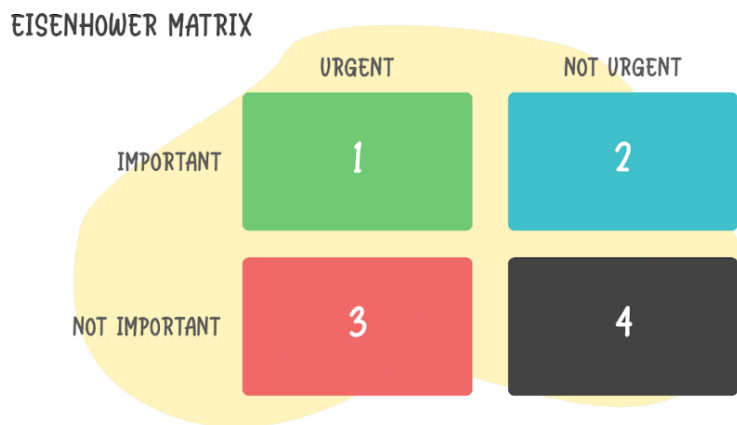 EISENHOWER MATRIX
URGENT NOT URGENT
IMPORTANT 1 2
NOT IMPORTANT 3 4